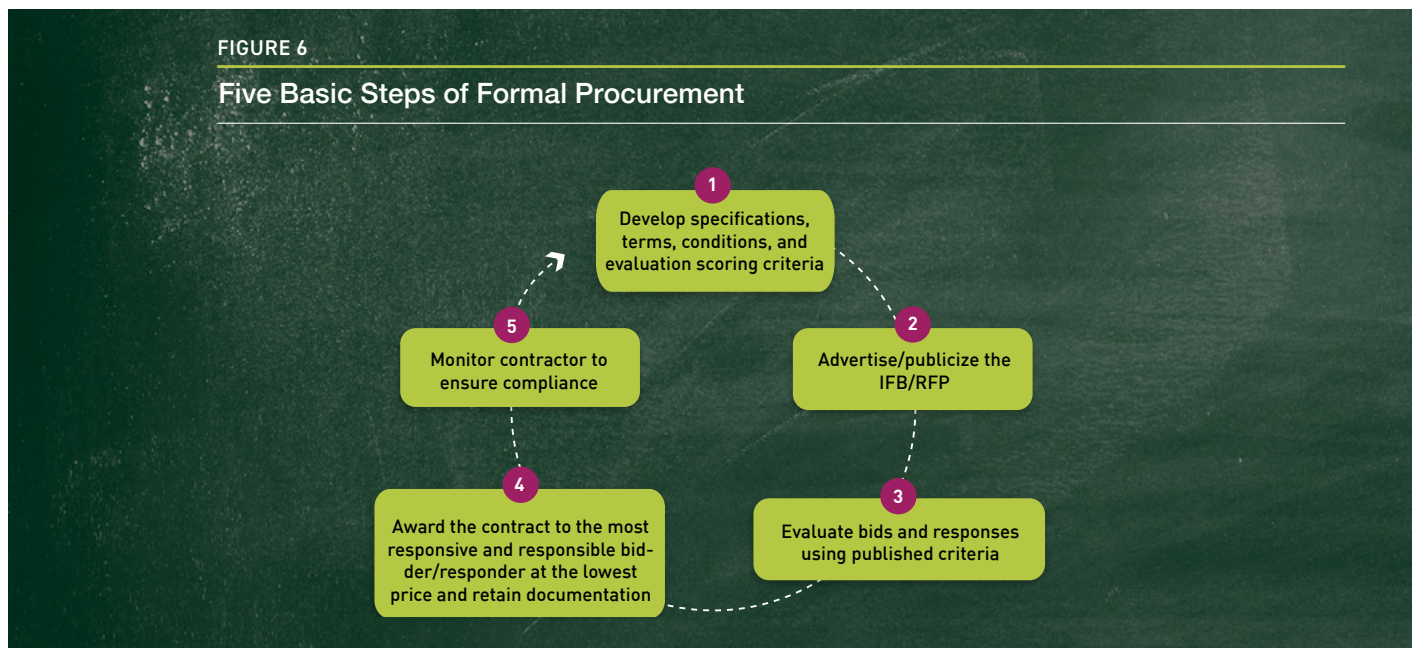 FIGURE 6
Five Basic Steps of Formal Procurement
1
Develop specifications,
terms, conditions, and
evaluation scoring criteria
2
Advertise/publicize the
IFB/RFP
3
Evaluate bids and responses
using published criteria
4
Award the contract to the most
responsive and responsible bid-
der/responder at the lowest
price and retain documentation
5
Monitor contractor to
ensure compliance